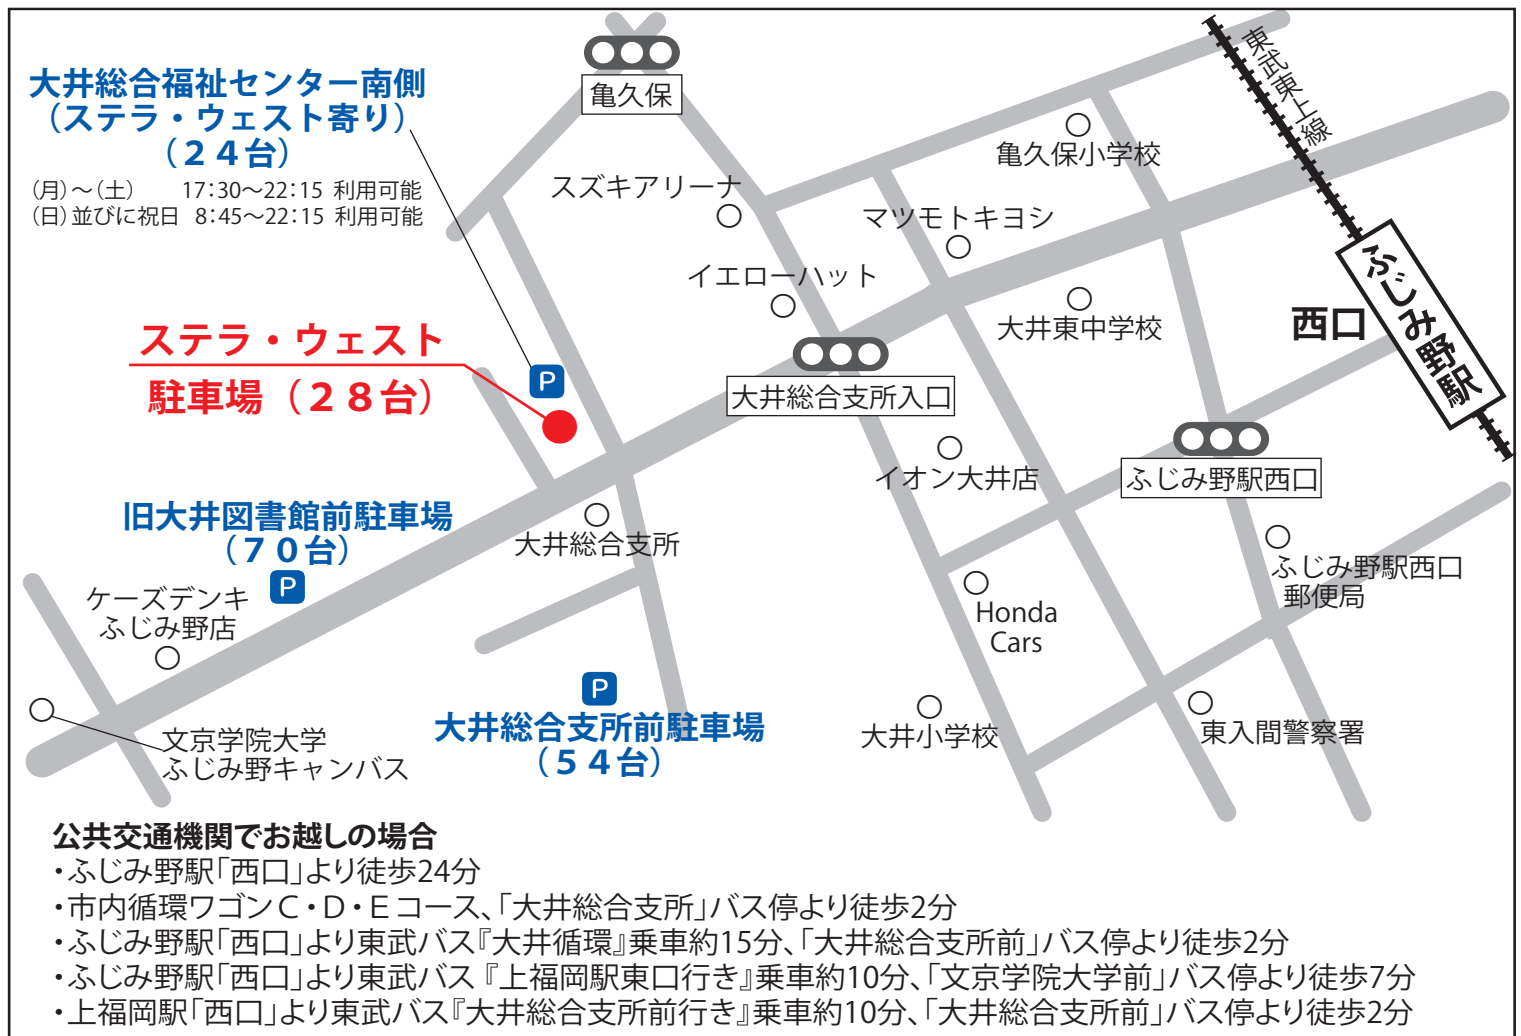 大井総合福祉センター南側
（ステラ・ウェスト寄り）
（２４台）
（月）～（土） 17:30～22:15 利用可能
（日）並びに祝日 8:45～22:15 利用可能
亀久保
東武東上線
亀久保小学校
スズキアリーナ
マツモトキヨシ
イエローハット
大井東中学校
西口
ふじみ野駅
ステラ・ウェスト
駐車場（２８台）
P
大井総合支所入口
イオン大井店
ふじみ野駅西口
旧大井図書館前駐車場
（７０台）
P
大井総合支所
ケーズデンキ
ふじみ野店
ふじみ野駅西口
郵便局
Honda
Cars
P
大井総合支所前駐車場
（５４台）
文京学院大学
ふじみ野キャンバス
大井小学校
東入間警察署
公共交通機関でお越しの場合
・ふじみ野駅「西口」より徒歩24分
・市内循環ワゴンＣ・Ｄ・Ｅコース、「大井総合支所」バス停より徒歩2分
・ふじみ野駅「西口」より東武バス『大井循環』乗車約15分、「大井総合支所前」バス停より徒歩2分
・ふじみ野駅「西口」より東武バス『上福岡駅東口行き』乗車約10分、「文京学院大学前」バス停より徒歩7分
・上福岡駅「西口」より東武バス『大井総合支所前行き』乗車約10分、「大井総合支所前」バス停より徒歩2分